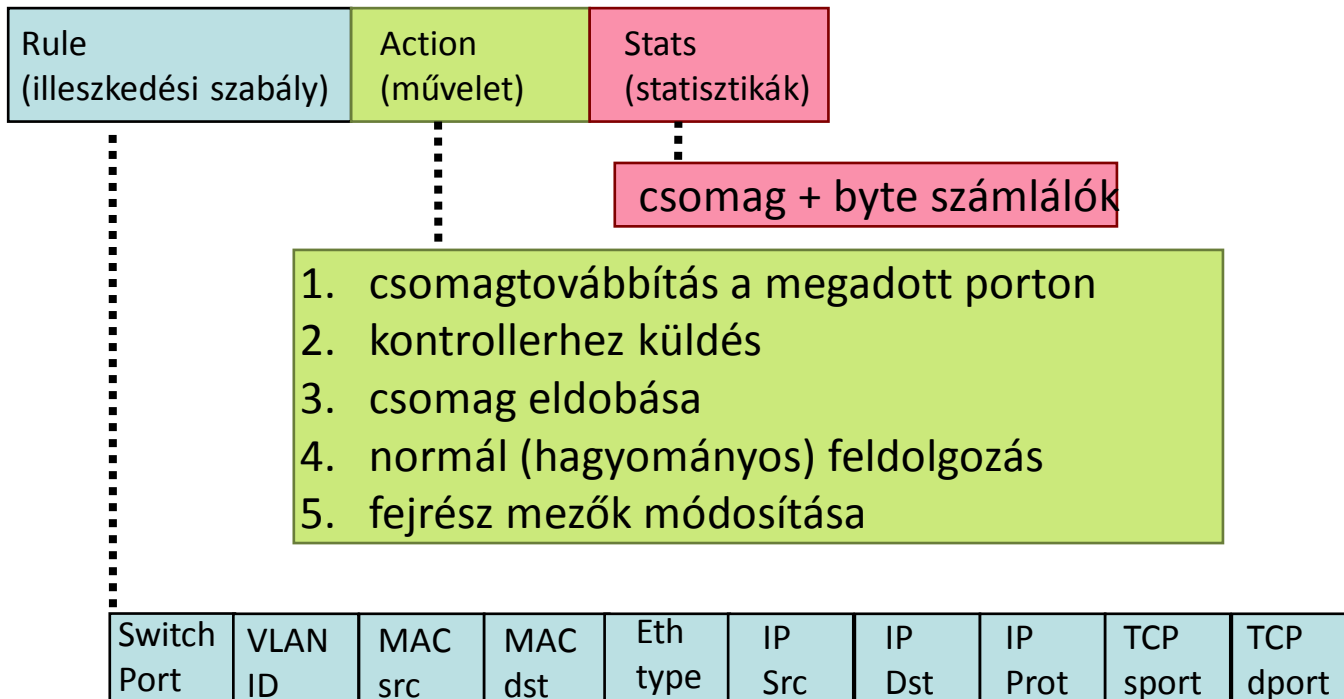 Rule
(illeszkedési szabály)
Action
(művelet)
Stats
(statisztikák)
csomag + byte számlálók
1. csomagtovábbítás a megadott porton
2. kontrollerhez küldés
3. csomag eldobása
4. normál (hagyományos) feldolgozás
5. fejrész mezők módosítása
Switch
Port
VLAN
ID
MAC
src
MAC
dst
Eth
type
IP
Src
IP
Dst
IP
Prot
TCP
sport
TCP
dport